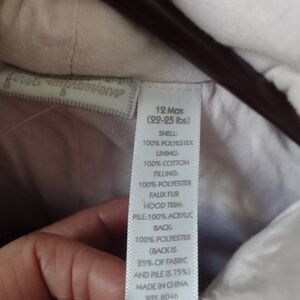 12 Mos
(22-25 lbs)
SHELL:
100% POLYESTER
LINING:
100% COTTON
FILLING:
100% POLYESTER
FAUX FUR
HOOD TRIM:
PILE:100% ACRYLIC
BACK:
100% POLYESTER
(BACK IS
25% OF FABRIC
AND PILE IS 75%)
MADE IN CHINA